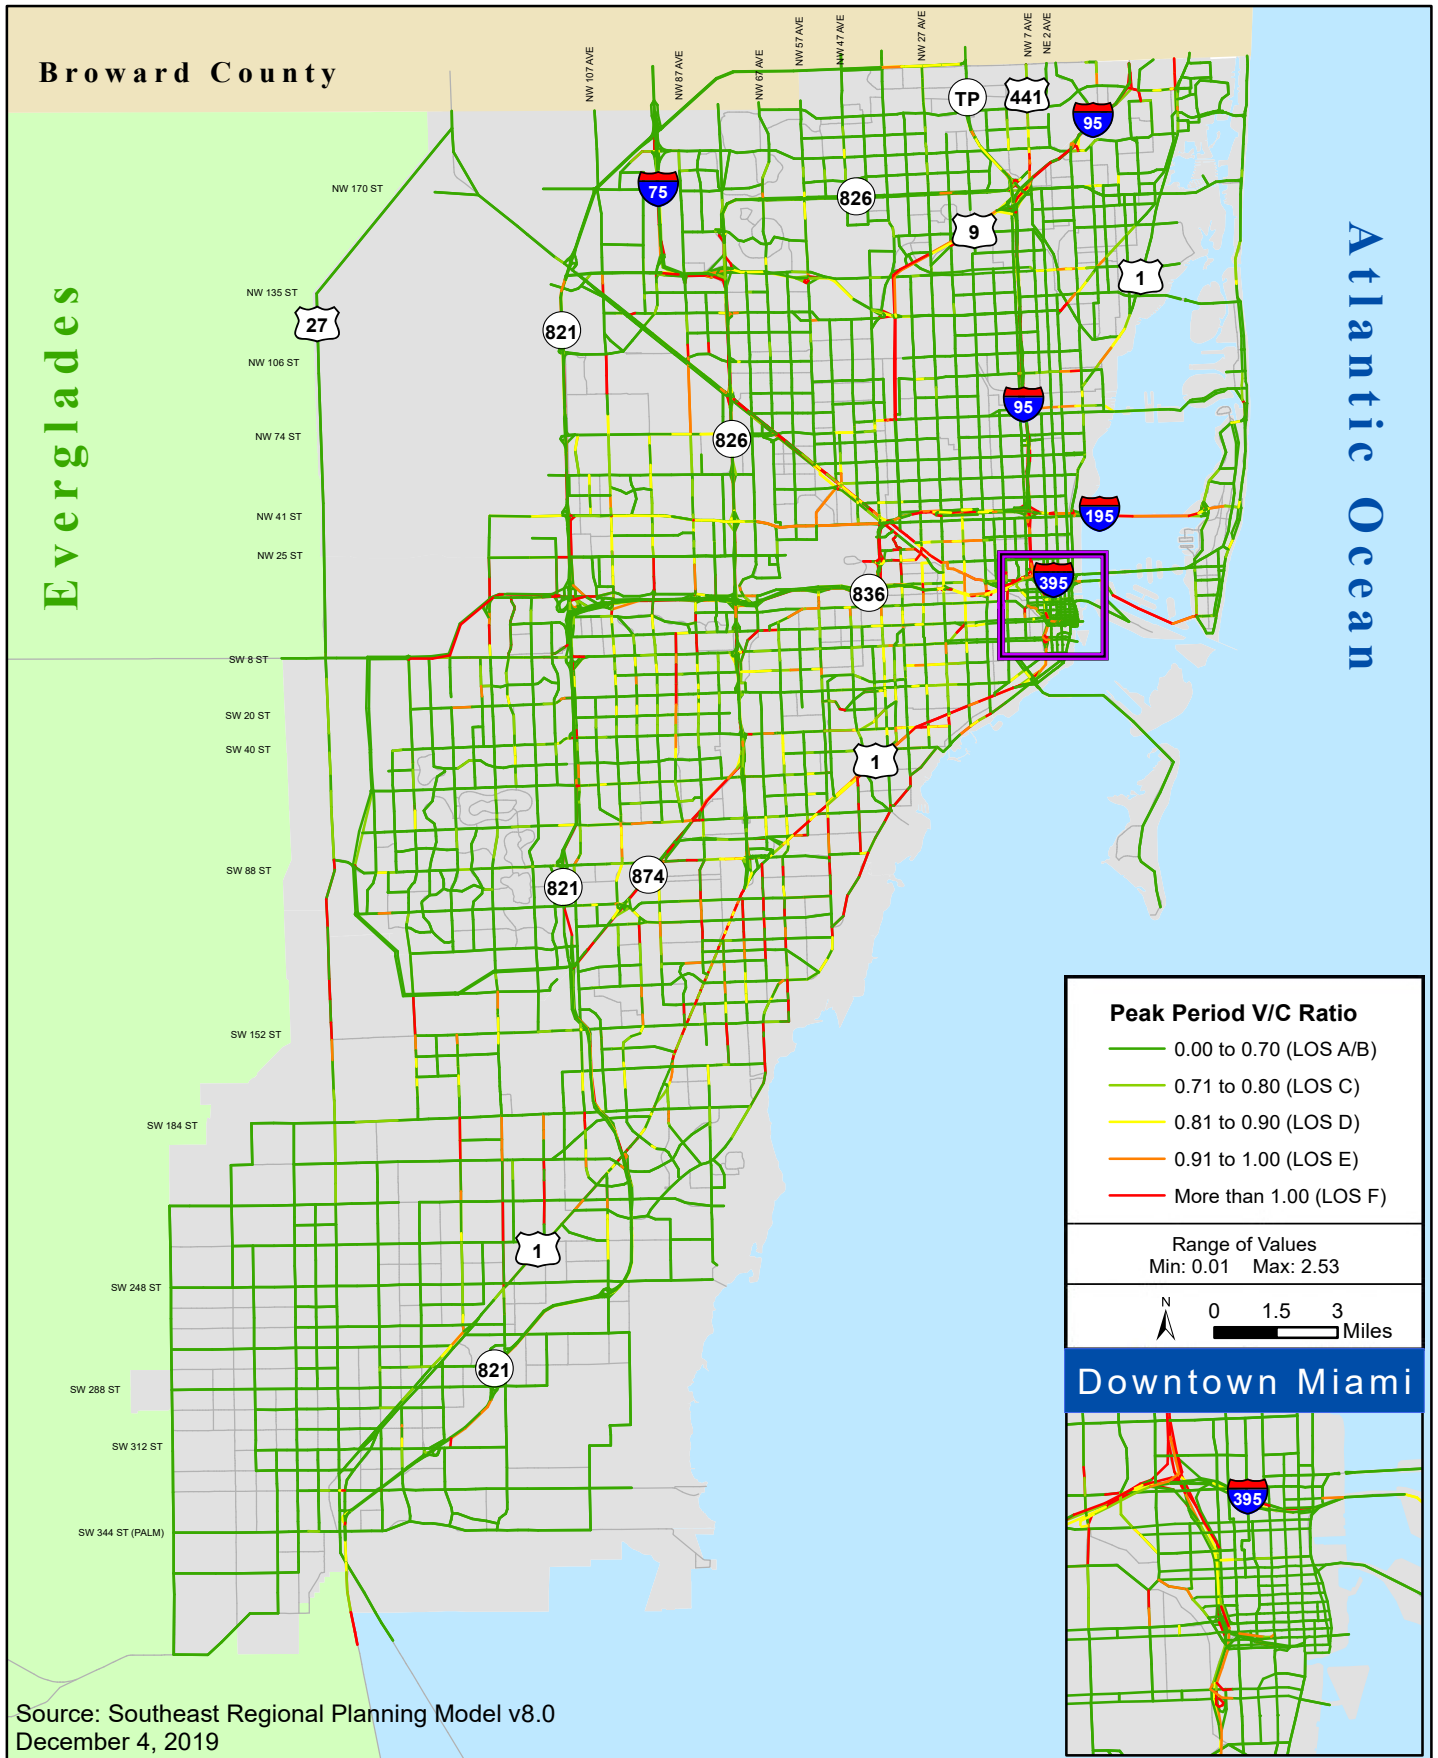 NW 107 AVE
NW 87 AVE
NW 67 AVE
NW 57 AVE
NW 47 AVE
NW 27 AVE
NW 7 AVE
NE 2 AVE
Broward County
TP
441
95
NW 170 ST
75
826
9
1
Everglades
Atlantic Ocean
NW 135 ST
27
821
NW 106 ST
95
NW 74 ST
826
NW 41 ST
195
NW 25 ST
395
836
SW 8 ST
SW 20 ST
SW 40 ST
1
SW 88 ST
821
874
SW 152 ST
SW 184 ST
1
SW 248 ST
821
SW 288 ST
SW 312 ST
SW 344 ST (PALM)
Peak Period V/C Ratio
0.00 to 0.70 (LOS A/B)
0.71 to 0.80 (LOS C)
0.81 to 0.90 (LOS D)
0.91 to 1.00 (LOS E)
More than 1.00 (LOS F)
Range of Values
Min: 0.01 Max: 2.53
N
0 1.5 3
Miles
Downtown Miami
395
Source: Southeast Regional Planning Model v8.0
December 4, 2019